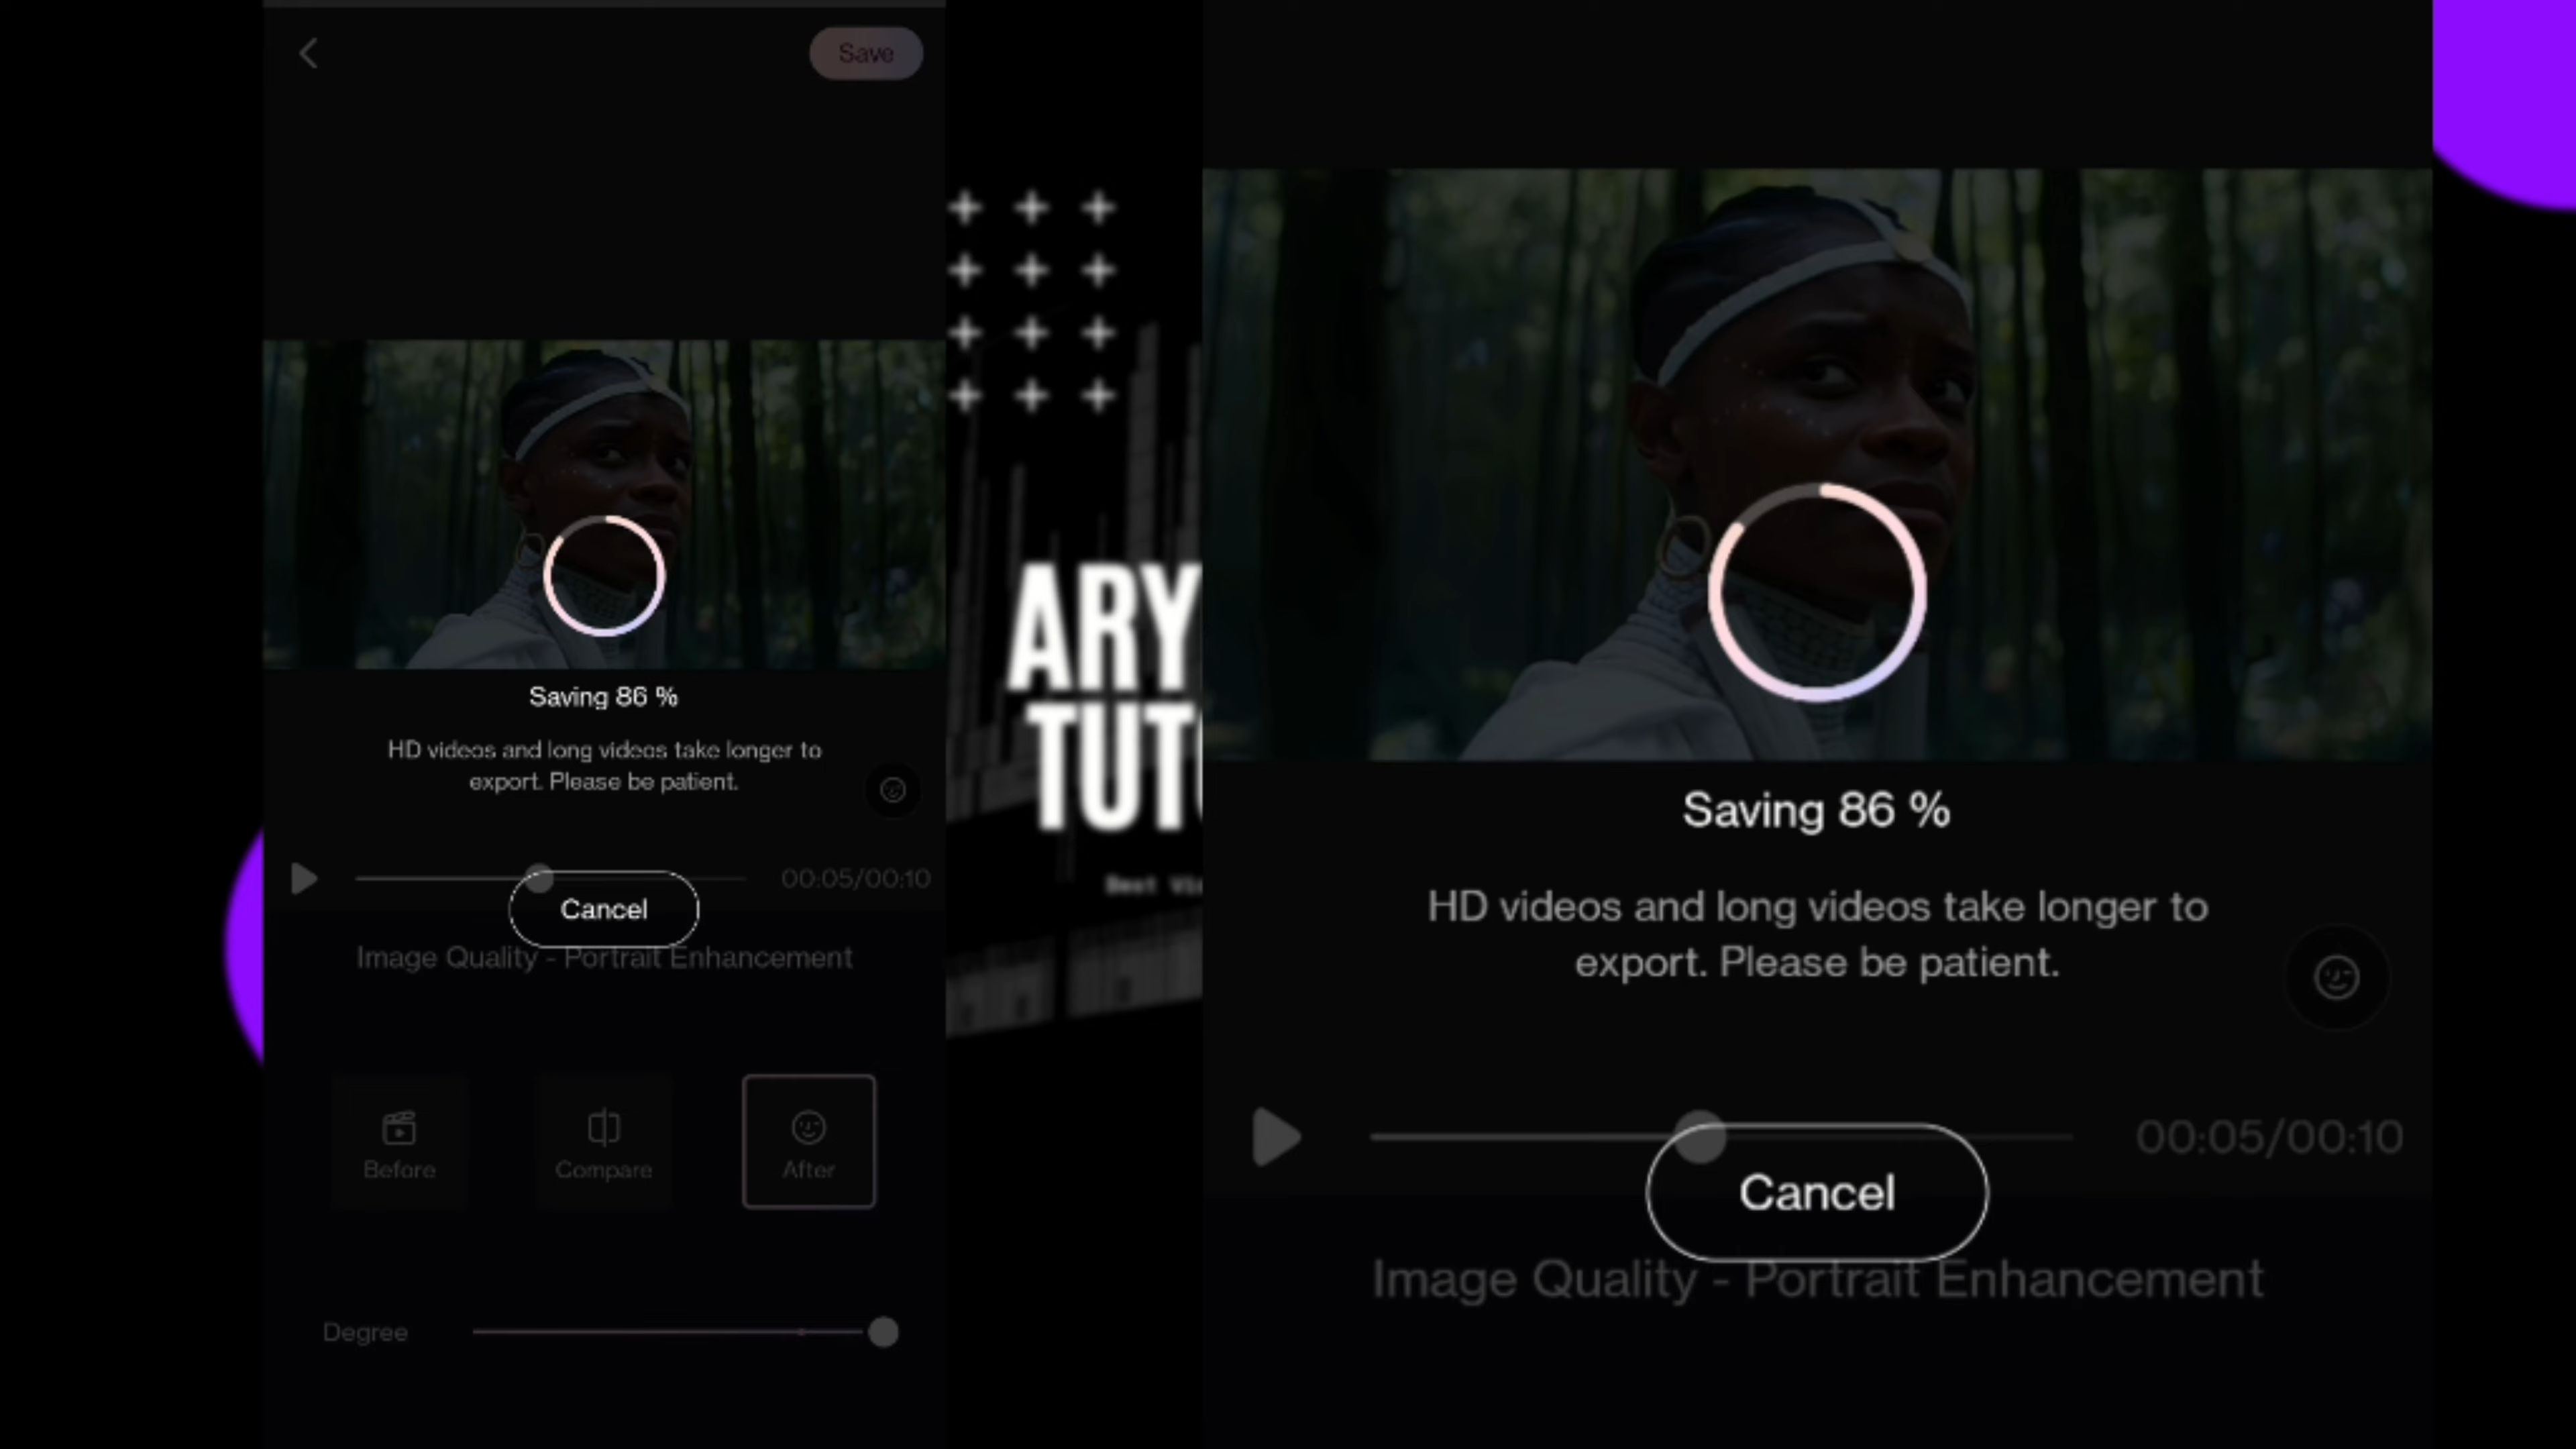 Save
Saving 86 %
HD videos and long videos take longer to
export. Please be patient.
00:05/00:10
Cancel
Image Quality - Portrait Enhancement
Before
Compare
After
Degree
ARY
TUT
Best
Saving 86 %
HD videos and long videos take longer to
export. Please be patient.
00:05/00:10
Cancel
Image Quality - Portrait Enhancement